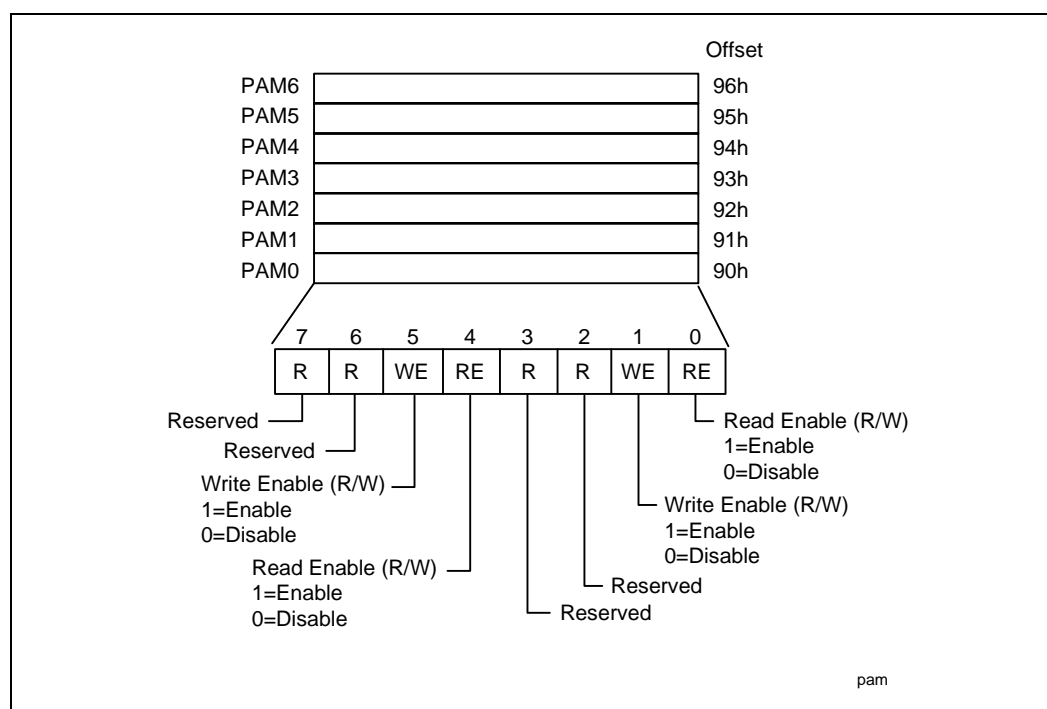 Offset
PAM6 96h
PAM5 95h
PAM4 94h
PAM3 93h
PAM2 92h
PAM1 91h
PAM0 90h
7 6 5 4 3 2 1 0
R R WE RE R R WE RE
Reserved
Reserved
Write Enable (R/W)
1=Enable
0=Disable
Read Enable (R/W)
1=Enable
0=Disable
Read Enable (R/W)
1=Enable
0=Disable
Write Enable (R/W)
1=Enable
0=Disable
Reserved
Reserved
pam